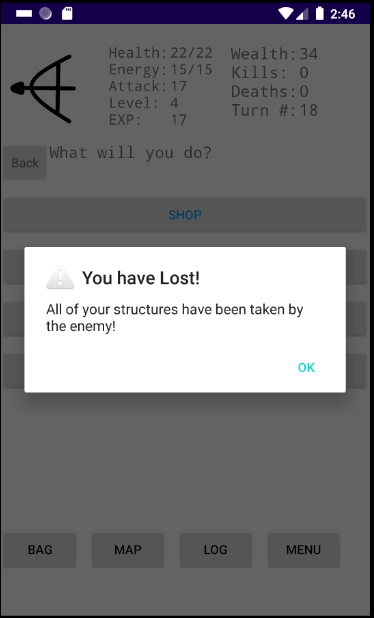 2:46
Health:22/22
Energy:15/15
Attack:17
Level: 4
EXP: 17
Wealth:34
Kills: 0
Deaths:0
Turn #:18
Back
What will you do?
SHOP
You have Lost!
All of your structures have been taken by
the enemy!
OK
BAG MAP LOG MENU